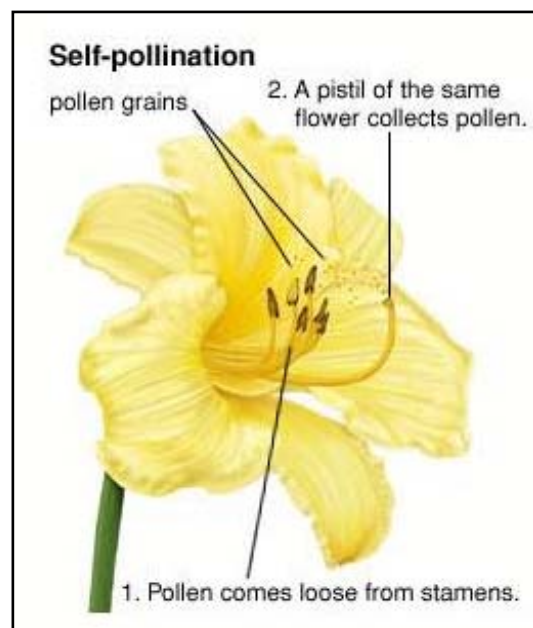 Self-pollination
pollen grains
2. A pistil of the same
flower collects pollen.
1. Pollen comes loose from stamens.